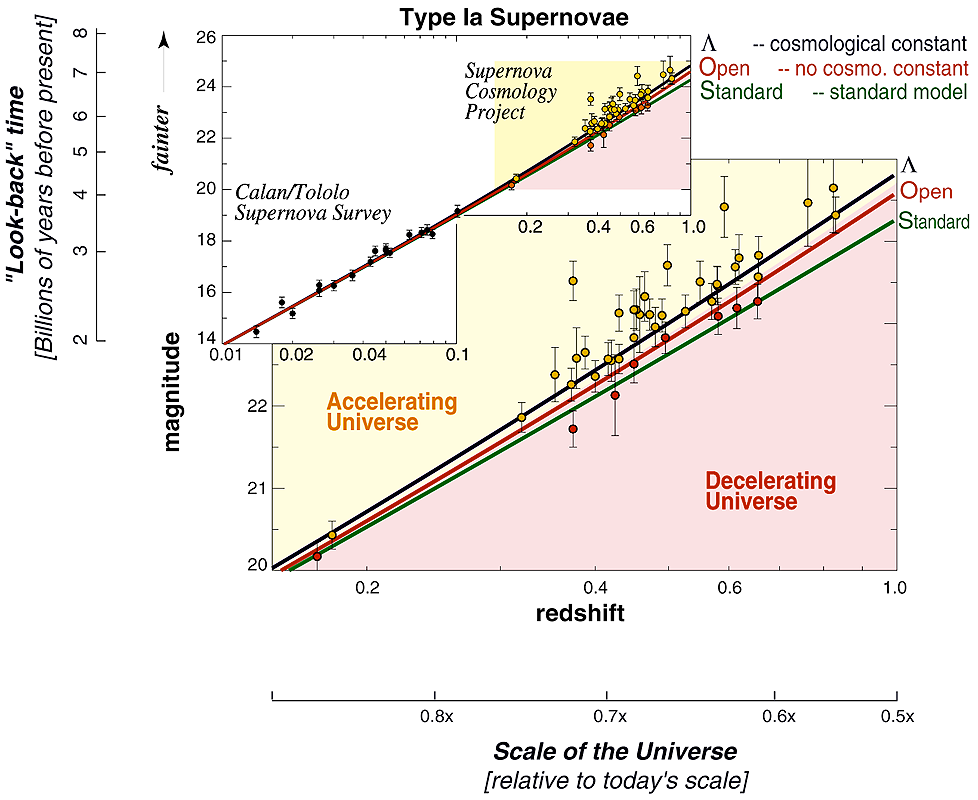 Type Ia Supernovae
"Look-back" time
[Billions of years before present]
8
7
6
5
4
3
2
fainter
magnitude
26
24
22
20
18
16
14
0.01
0.02
0.04
0.1
0.2
0.4
0.6
1.0
Supernova
Cosmology
Project
Calan/Tololo
Supernova Survey
Λ -- cosmological constant
Open -- no cosmo. constant
Standard -- standard model
Λ
Open
Standard
Accelerating
Universe
Decelerating
Universe
22
21
20
0.2
0.4
0.6
1.0
redshift
0.8x
0.7x
0.6x
0.5x
Scale of the Universe
[relative to today's scale]